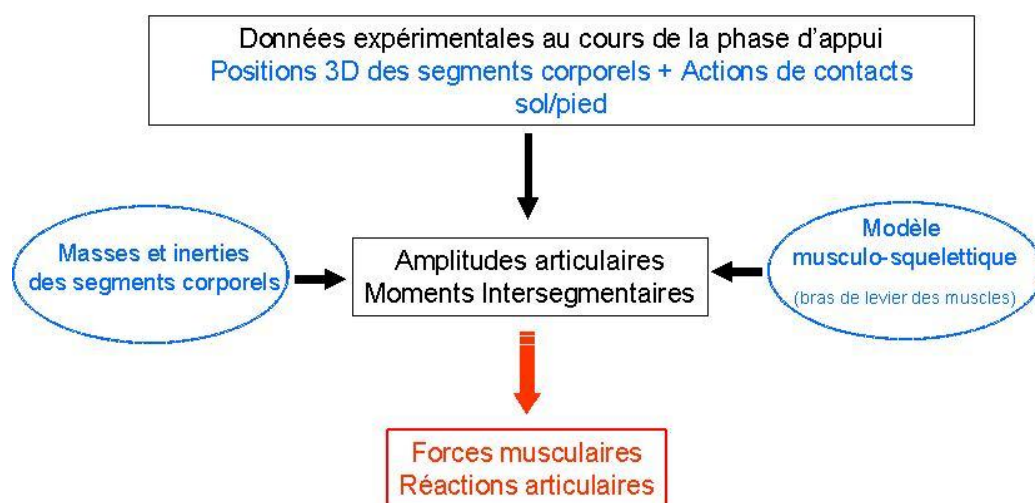 Données expérimentales au cours de la phase d'appui
Positions 3D des segments corporels + Actions de contacts
sol/pied
Masses et inerties
des segments corporels
Amplitudes articulaires
Moments Intersegmentaires
Modèle
musculo-squelettique
(bras de levier des muscles)
Forces musculaires
Réactions articulaires